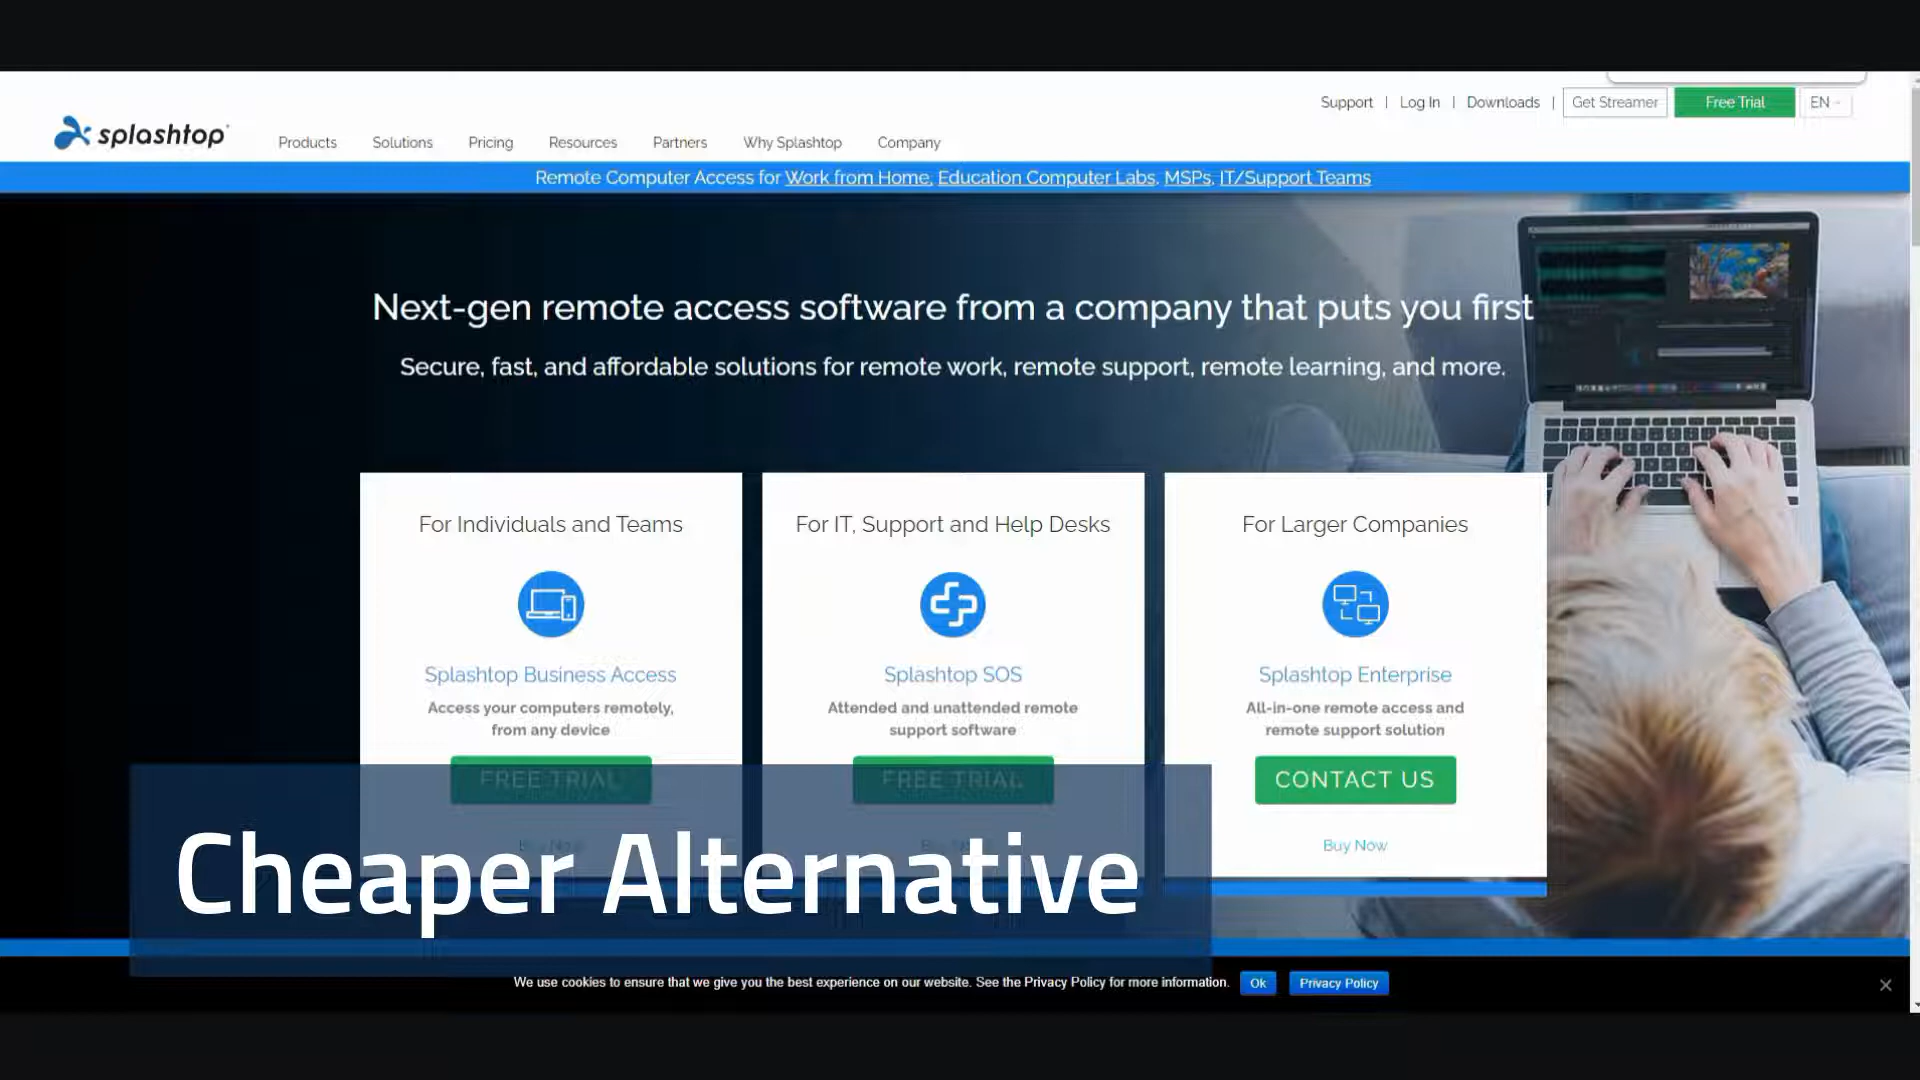 Support | Log In | Downloads | Get Streamer Free Trial EN
splashtop
Products Solutions Pricing Resources Partners Why Splashtop Company
Remote Computer Access for Work from Home, Education Computer Labs, MSPs, IT/Support Teams
Next-gen remote access software from a company that puts you first
Secure, fast, and affordable solutions for remote work, remote support, remote learning, and more.
For Individuals and Teams
Splashtop Business Access
Access your computers remotely,
from any device
FREE TRIAL
For IT, Support and Help Desks
Splashtop SOS
Attended and unattended remote
support software
FREE TRIAL
For Larger Companies
Splashtop Enterprise
All-in-one remote access and
remote support solution
CONTACT US
Buy Now
Cheaper Alternative
We use cookies to ensure that we give you the best experience on our website. See the Privacy Policy for more information. Ok Privacy Policy